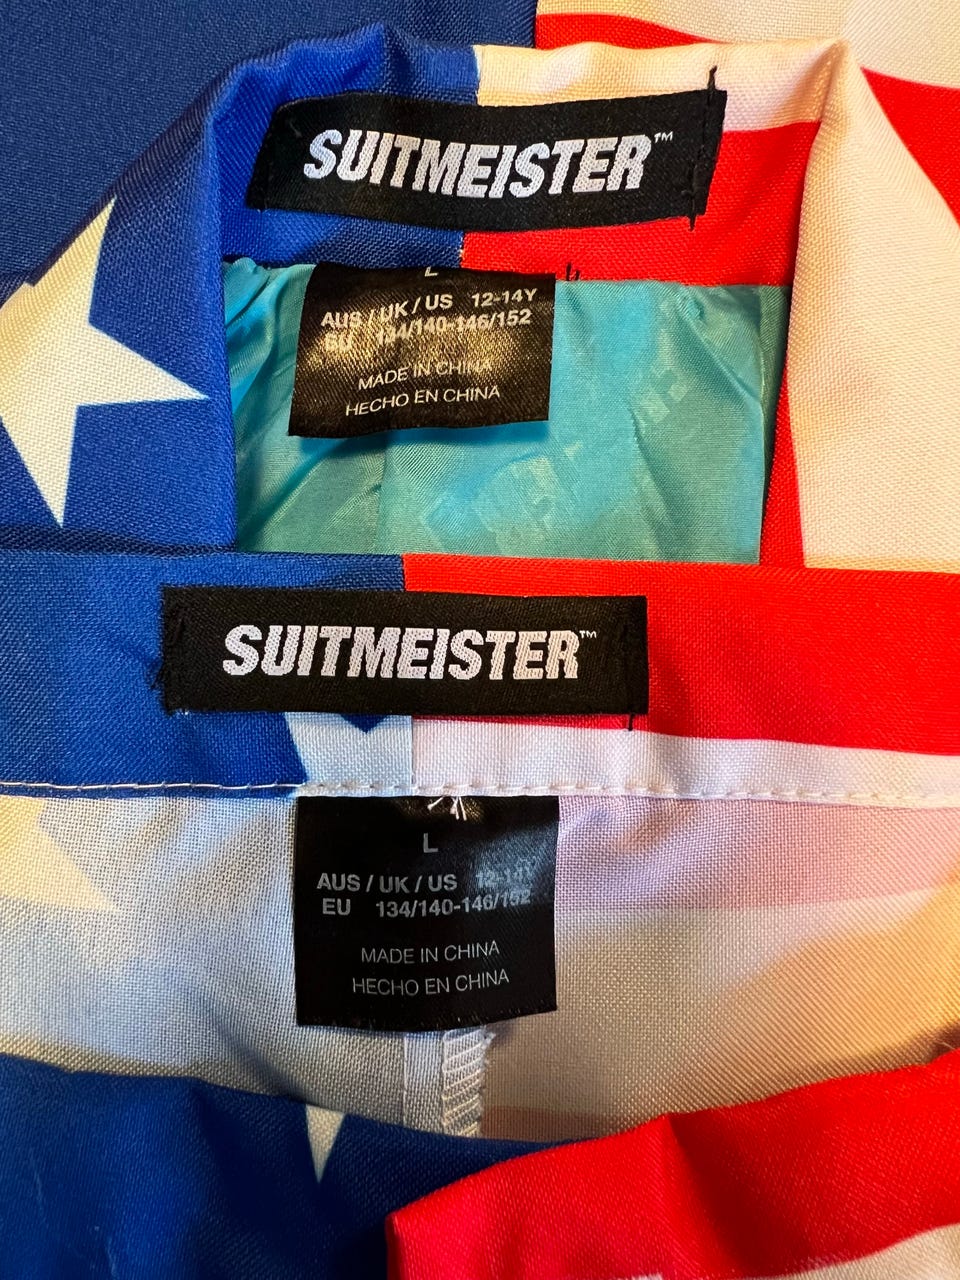 SUITMEISTER™
L
AUS / UK / US 12-14Y
EU 134/140-146/152
MADE IN CHINA
HECHO EN CHINA
SUITMEISTER™
L
AUS / UK / US 12-14Y
EU 134/140-146/152
MADE IN CHINA
HECHO EN CHINA